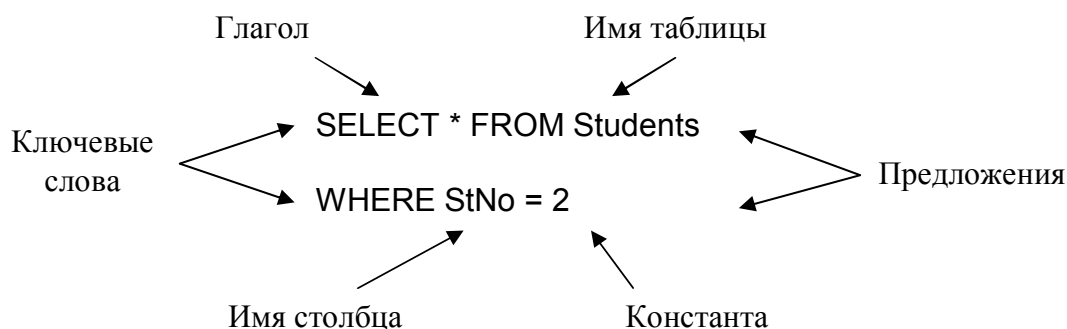 Глагол
Имя таблицы
SELECT * FROM Students
Ключевые
слова
Предложения
WHERE StNo = 2
Имя столбца
Константа